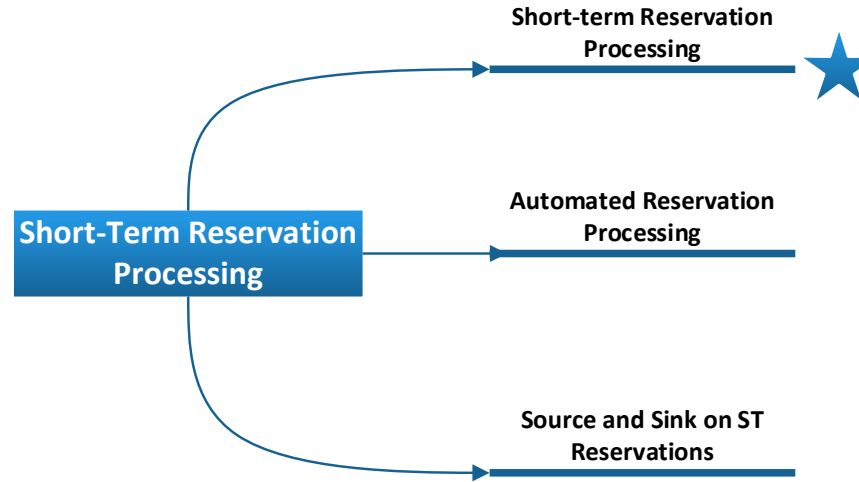 Short-term Reservation
Processing
Automated Reservation
Processing
Short-Term Reservation
Processing
Source and Sink on ST
Reservations